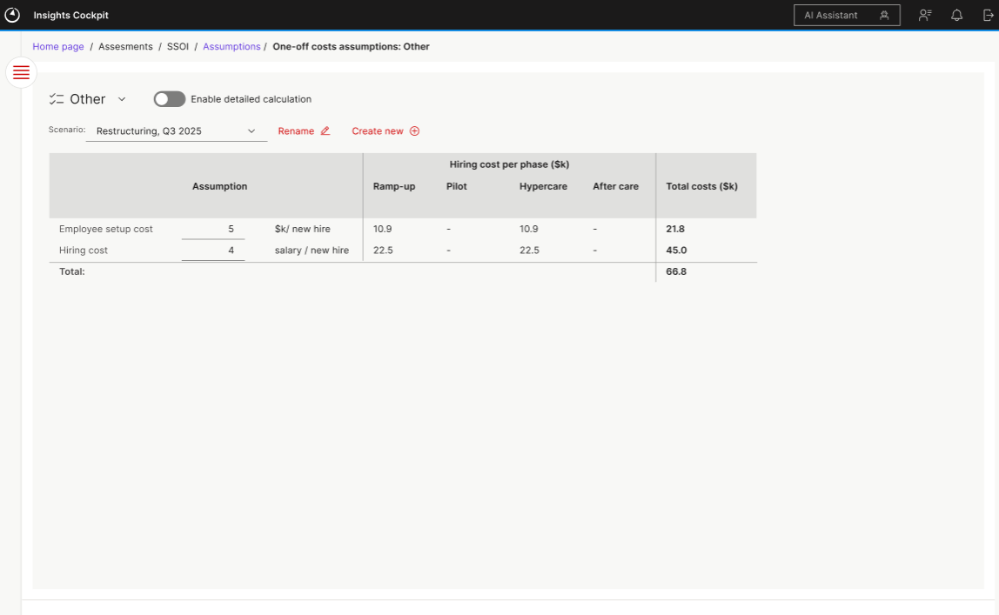 Insights Cockpit
AI Assistant
Home page / Assesments / SSOI / Assumptions / One-off costs assumptions: Other
Other
Enable detailed calculation
Scenario: Restructuring, Q3 2025
Rename
Create new
Hiring cost per phase ($k)
Assumption Ramp-up Pilot Hypercare After care Total costs ($k)
Employee setup cost 5 $k/ new hire 10.9 - 10.9 - 21.8
Hiring cost 4 salary / new hire 22.5 - 22.5 - 45.0
Total: 66.8